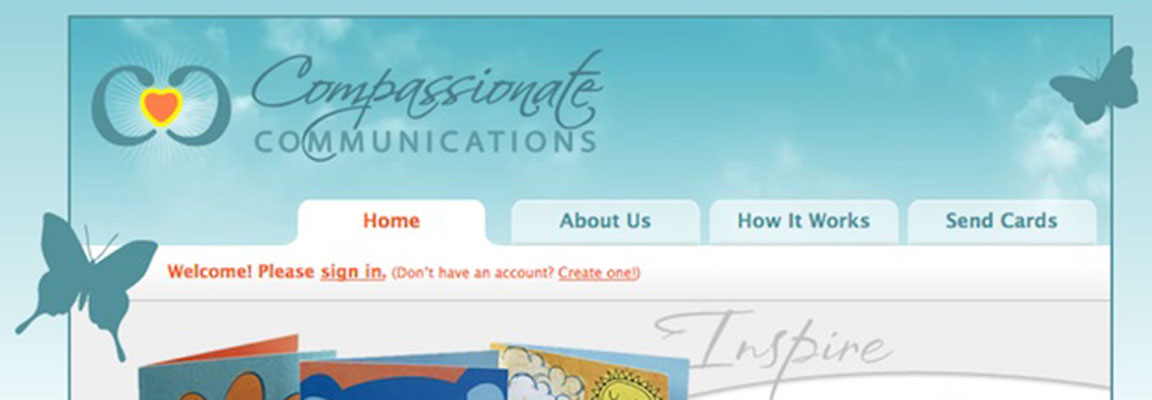 Compassionate
COMMUNICATIONS
Home About Us How It Works Send Cards
Welcome! Please sign in. (Don't have an account? Create one!)
Inspire